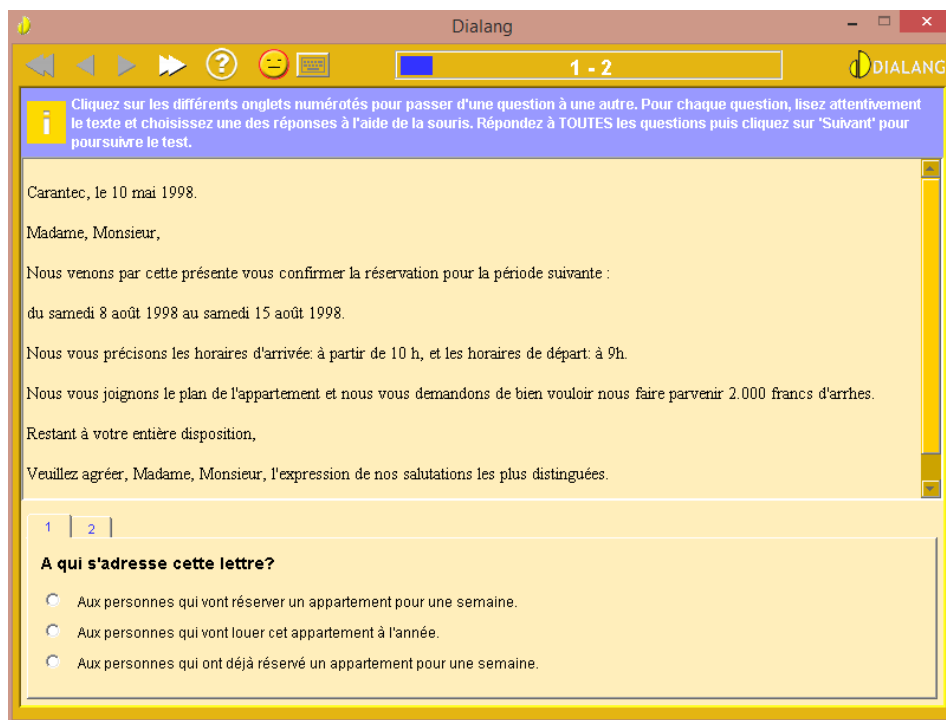 Dialang
1 - 2
DIALANG
Cliquez sur les différents onglets numérotés pour passer d'une question à une autre. Pour chaque question, lisez attentivement
le texte et choisissez une des réponses à l'aide de la souris. Répondez à TOUTES les questions puis cliquez sur 'Suivant' pour
poursuivre le test.
Carantec, le 10 mai 1998.
Madame, Monsieur,
Nous venons par cette présente vous confirmer la réservation pour la période suivante :
du samedi 8 août 1998 au samedi 15 août 1998.
Nous vous précisons les horaires d'arrivée: à partir de 10 h, et les horaires de départ: à 9h.
Nous vous joignons le plan de l'appartement et nous vous demandons de bien vouloir nous faire parvenir 2.000 francs d'arrhes.
Restant à votre entière disposition,
Veuillez agréer, Madame, Monsieur, l'expression de nos salutations les plus distinguées.
1 2
A qui s'adresse cette lettre?
Aux personnes qui vont réserver un appartement pour une semaine.
Aux personnes qui vont louer cet appartement à l'année.
Aux personnes qui ont déjà réservé un appartement pour une semaine.